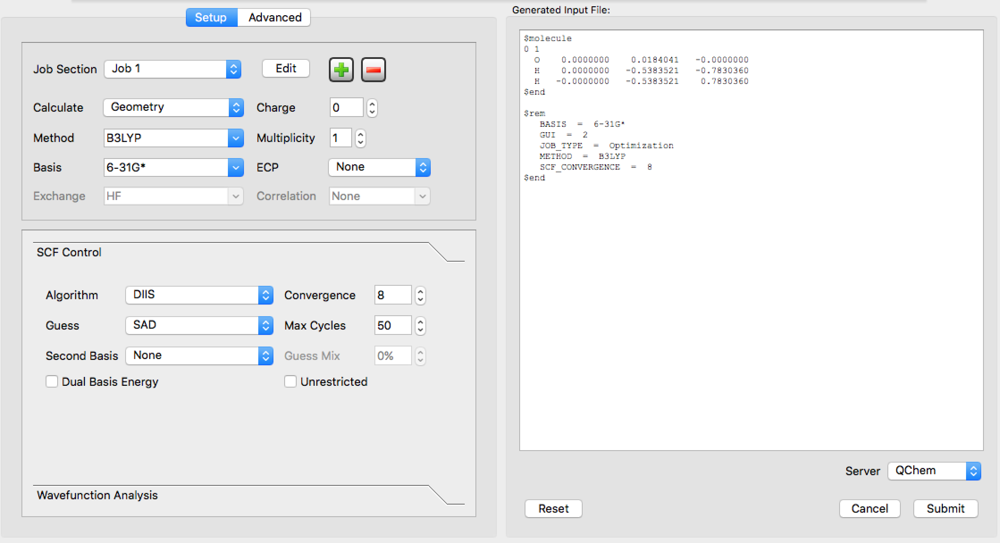 Setup Advanced
Job Section Job 1 Edit
Calculate Geometry Charge 0
Method B3LYP Multiplicity 1
Basis 6-31G* ECP None
Exchange HF Correlation None
SCF Control
Algorithm DIIS Convergence 8
Guess SAD Max Cycles 50
Second Basis None Guess Mix 0%
Dual Basis Energy Unrestricted
Wavefunction Analysis
Generated Input File:
$molecule
0 1
O 0.0000000 0.0184041 -0.0000000
H 0.0000000 -0.5383521 -0.7830360
H -0.0000000 -0.5383521 0.7830360
$end
$rem
BASIS = 6-31G*
GUI = 2
JOB_TYPE = Optimization
METHOD = B3LYP
SCF_CONVERGENCE = 8
$end
Server QChem
Reset Cancel Submit